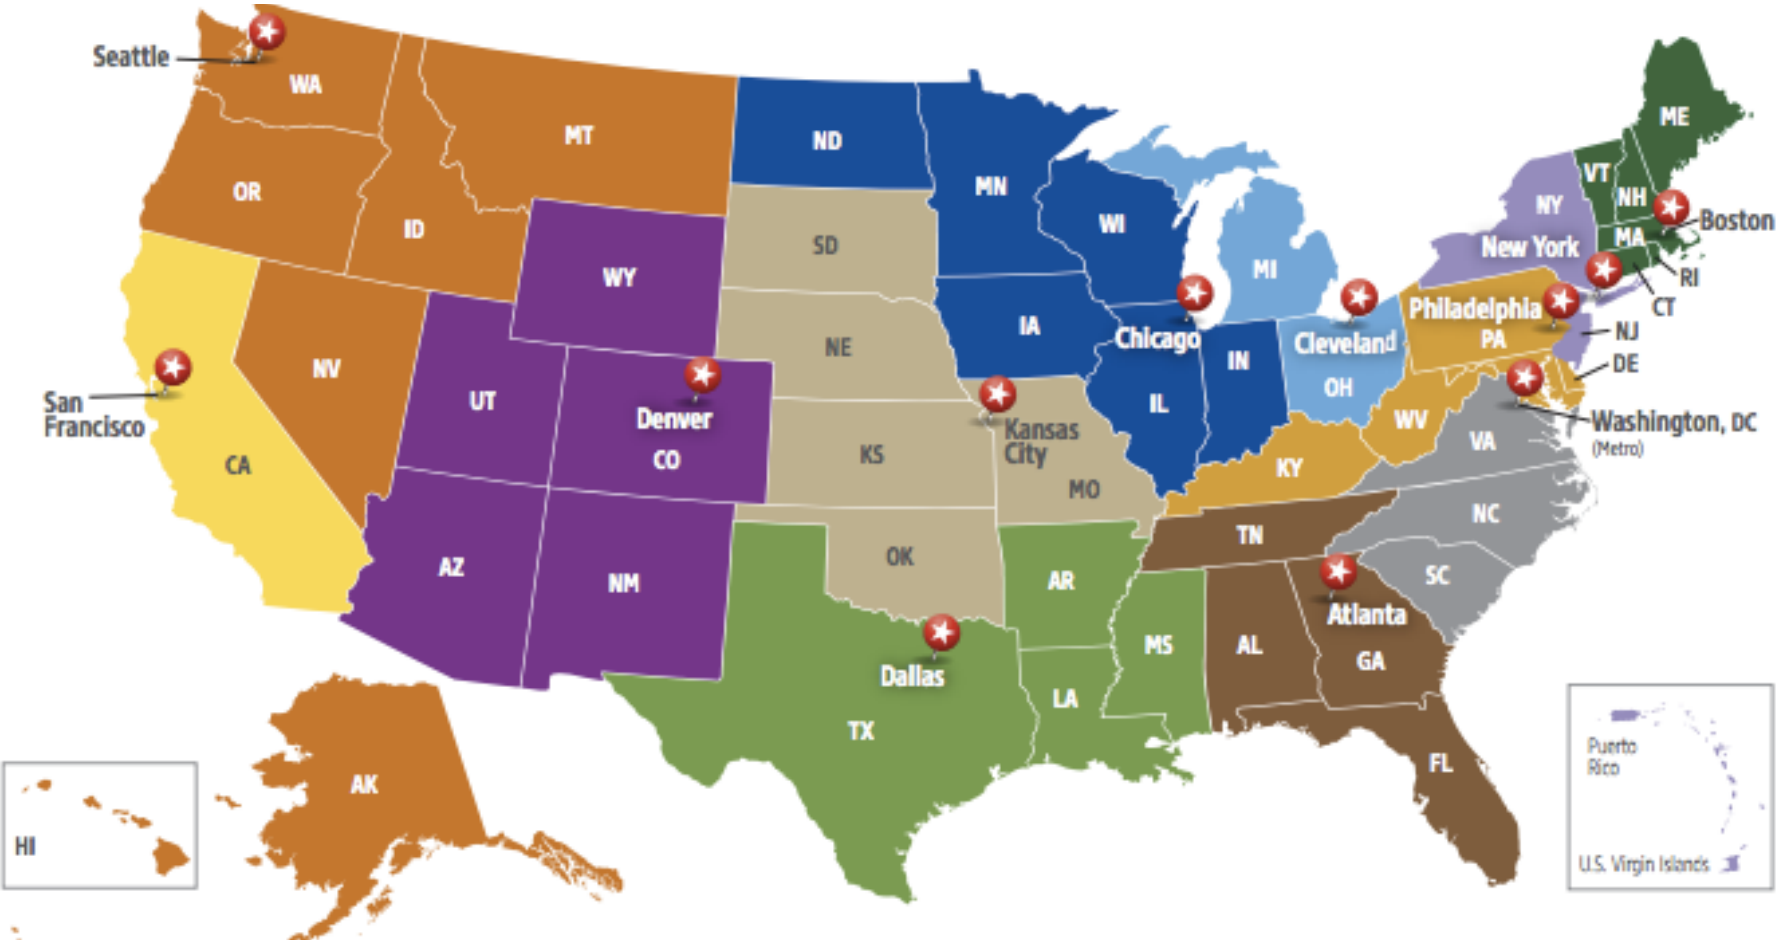 Seattle
WA
MT
ND
MN
ME
OR
ID
SD
WI
MI
VT
NH
NY
MA
Boston
New York
RI
CT
WY
NE
IA
Chicago
Cleveland
Philadelphia
PA
NJ
DE
NV
UT
Denver
CO
KS
Kansas
City
MO
IL
IN
OH
WV
VA
Washington, DC
(Metro)
San
Francisco
CA
KY
NC
AZ
NM
OK
AR
TN
SC
Atlanta
Dallas
TX
LA
MS
AL
GA
FL
AK
HI
Puerto
Rico
U.S. Virgin Islands